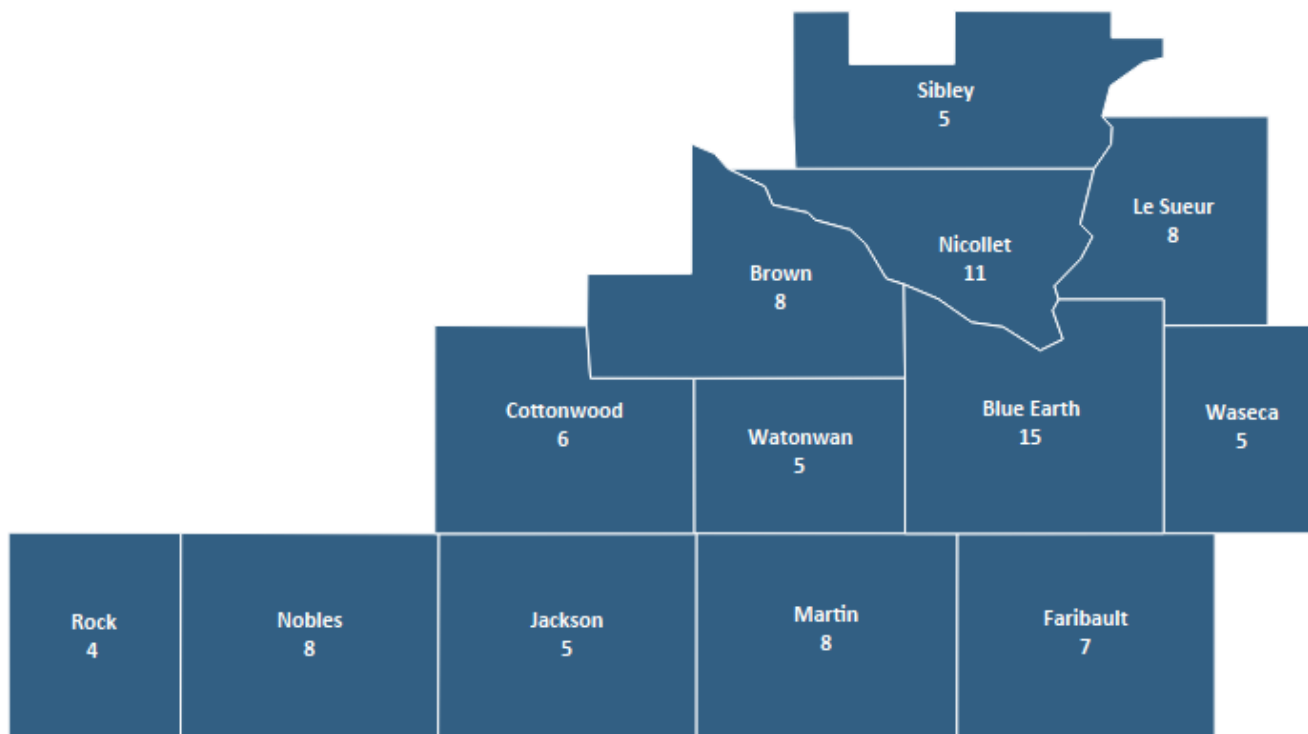 Sibley
5
Le Sueur
8
Nicollet
11
Brown
8
Cottonwood
6
Watonwan
5
Blue Earth
15
Waseca
5
Rock
4
Nobles
8
Jackson
5
Martin
8
Faribault
7